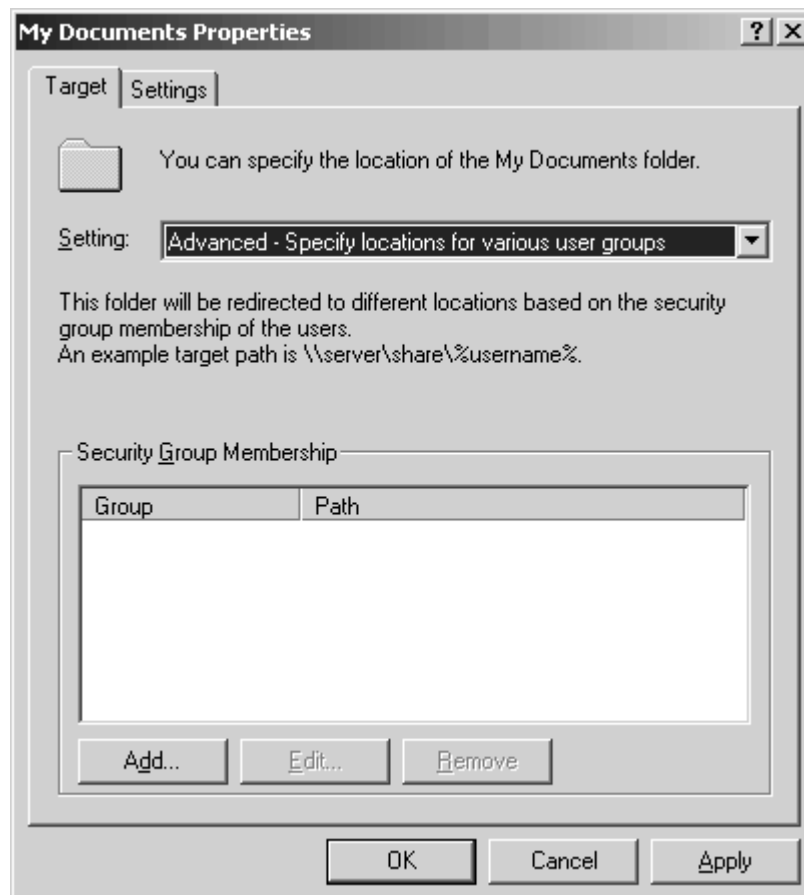 My Documents Properties
Target Settings
You can specify the location of the My Documents folder.
Setting: Advanced - Specify locations for various user groups
This folder will be redirected to different locations based on the security
group membership of the users.
An example target path is \\server\share\%username%.
Security Group Membership
Group Path
Add... Edit... Remove
OK Cancel Apply